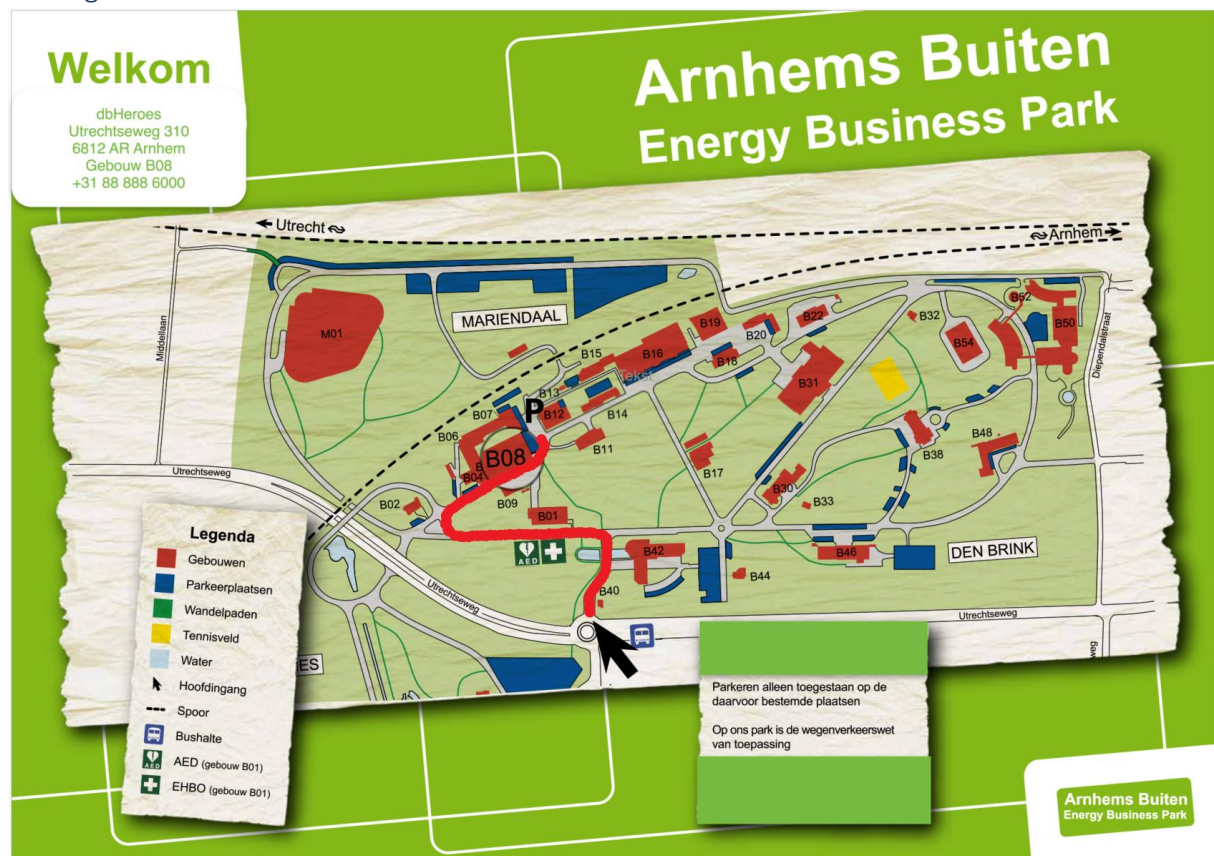 Welkom
dbHeroes
Utrechtseweg 310
6812 AR Arnhem
Gebouw B08
+31 88 888 6000
Arnhems Buiten
Energy Business Park
Utrecht
Arnhem
Middellaan
MARIENDAAL
M01
B19
B20
B22
B32
B52
B50
B54
Diependalstraat
B15
B16
B18
Tekst
B31
B13
P
B12
B14
B07
B11
B06
B08
B04
B09
B17
B38
B48
B30
B33
Utrechtseweg
B02
B01
AED
B42
B46
DEN BRINK
B44
B40
Utrechtseweg
Utrechtseweg
weg
IES
Legenda
Gebouwen
Parkeerplaatsen
Wandelpaden
Tennisveld
Water
Hoofdingang
Spoor
Bushalte
AED
AED (gebouw B01)
EHBO (gebouw B01)
Parkeren alleen toegestaan op de
daarvoor bestemde plaatsen
Op ons park is de wegenverkeerswet
van toepassing
Arnhems Buiten
Energy Business Park